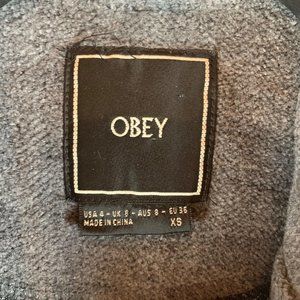 OBEY
USA 4 - UK 8 - AUS 8 - EU 36
MADE IN CHINA XS